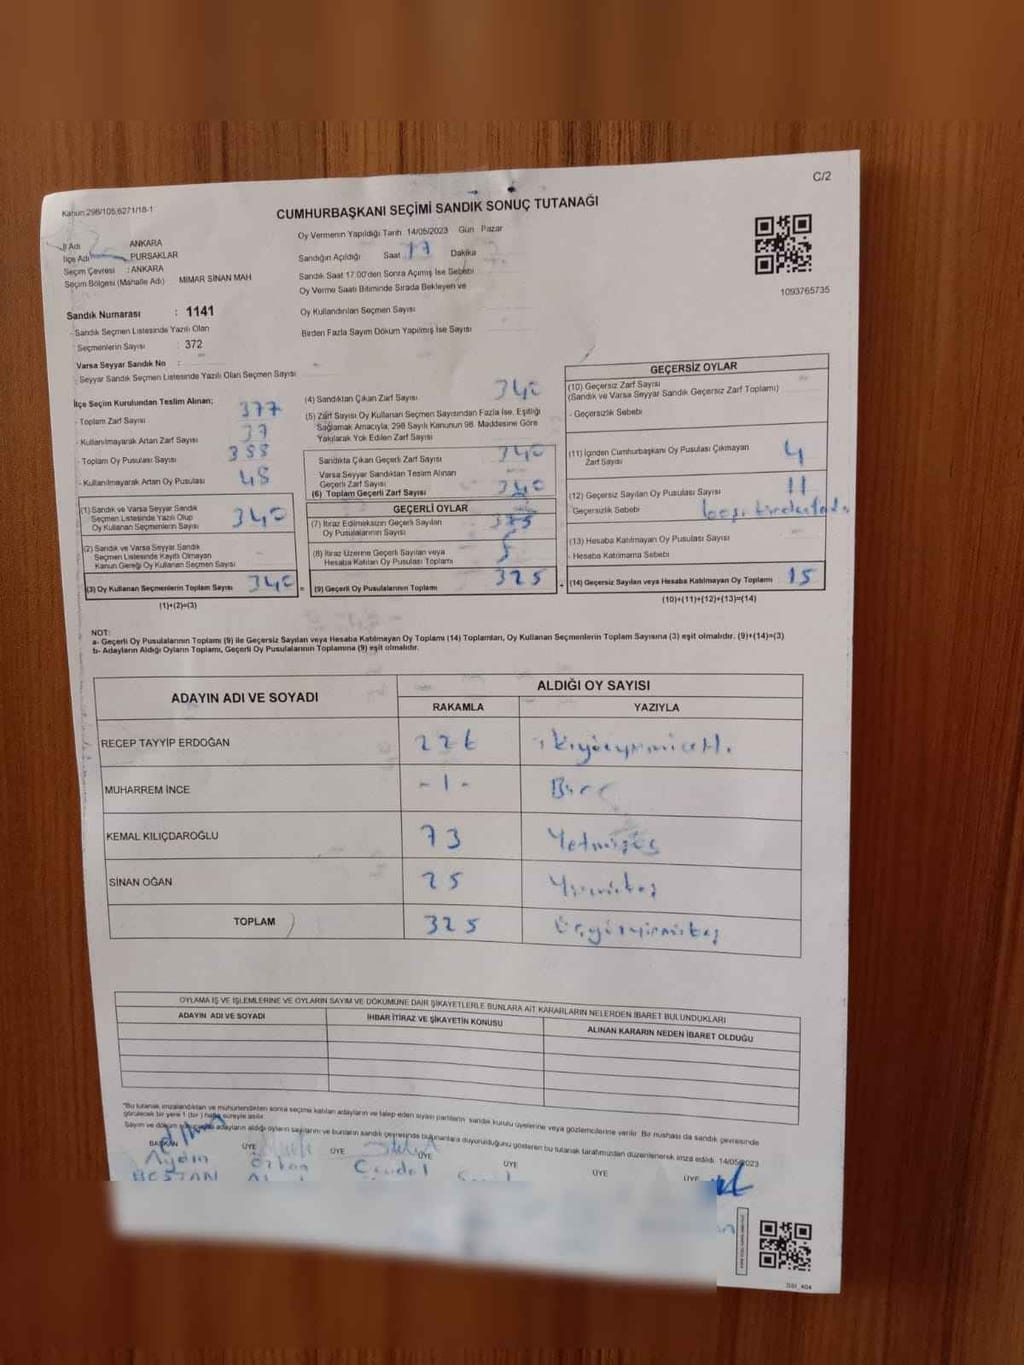 C/2
Kanun:298/105,6271/18-1
CUMHURBAŞKANI SEÇİMİ SANDIK SONUÇ TUTANAĞI
İl Adı ANKARA
İlçe Adı PURSAKLAR
Seçim Çevresi : ANKARA
Seçim Bölgesi (Mahalle Adı) MİMAR SİNAN MAH
Oy Vermenin Yapıldığı Tarih 14/05/2023 Gün Pazar
Sandığın Açıldığı Saat 17 Dakika
Sandık Saat 17.00'den Sonra Açılmış İse Sebebi
Oy Verme Saati Bitiminde Sırada Bekleyen ve
Oy Kullandırılan Seçmen Sayısı
Birden Fazla Sayım Döküm Yapılmış İse Sayısı
1093765735
Sandık Numarası : 1141
- Sandık Seçmen Listesinde Yazılı Olan
Seçmenlerin Sayısı : 372
Varsa Seyyar Sandık No :
- Seyyar Sandık Seçmen Listesinde Yazılı Olan Seçmen Sayısı
İlçe Seçim Kurulundan Teslim Alınan;
- Toplam Zarf Sayısı 377
- Kullanılmayarak Artan Zarf Sayısı 37
- Toplam Oy Pusulası Sayısı 388
- Kullanılmayarak Artan Oy Pusulası 48
(1) Sandık ve Varsa Seyyar Sandık
Seçmen Listesinde Yazılı Olup
Oy Kullanan Seçmenlerin Sayısı 340
(2) Sandık ve Varsa Seyyar Sandık
Seçmen Listesinde Kayıtlı Olmayan
Kanun Gereği Oy Kullanan Seçmen Sayısı
(3) Oy Kullanan Seçmenlerin Toplam Sayısı 340
(1)+(2)=(3)
(4) Sandıktan Çıkan Zarf Sayısı 340
(5) Zarf Sayısı Oy Kullanan Seçmen Sayısından Fazla İse, Eşitliği
Sağlamak Amacıyla; 298 Sayılı Kanunun 98. Maddesine Göre
Yakılarak Yok Edilen Zarf Sayısı
Sandıkta Çıkan Geçerli Zarf Sayısı 340
Varsa Seyyar Sandıktan Teslim Alınan
Geçerli Zarf Sayısı
(6) Toplam Geçerli Zarf Sayısı 340
GEÇERLİ OYLAR
(7) İtiraz Edilmeksizin Geçerli Sayılan
Oy Pusulalarının Sayısı
(8) İtiraz Üzerine Geçerli Sayılan veya
Hesaba Katılan Oy Pusulası Toplamı
(9) Geçerli Oy Pusulalarının Toplamı 325
GEÇERSİZ OYLAR
(10) Geçersiz Zarf Sayısı
(Sandık ve Varsa Seyyar Sandık Geçersiz Zarf Toplamı)
- Geçersizlik Sebebi
(11) İçinden Cumhurbaşkanı Oy Pusulası Çıkmayan
Zarf Sayısı 4
(12) Geçersiz Sayılan Oy Pusulası Sayısı 11
Geçersizlik Sebebi
(13) Hesaba Katılmayan Oy Pusulası Sayısı
- Hesaba Katılmama Sebebi
(14) Geçersiz Sayılan veya Hesaba Katılmayan Oy Toplamı 15
(10)+(11)+(12)+(13)=(14)
NOT:
a- Geçerli Oy Pusulalarının Toplamı (9) ile Geçersiz Sayılan veya Hesaba Katılmayan Oy Toplamı (14) Toplamları, Oy Kullanan Seçmenlerin Toplam Sayısına (3) eşit olmalıdır. (9)+(14)=(3)
b- Adayların Aldığı Oyların Toplamı, Geçerli Oy Pusulalarının Toplamına (9) eşit olmalıdır.
ADAYIN ADI VE SOYADI ALDIĞI OY SAYISI
RAKAMLA YAZIYLA
RECEP TAYYİP ERDOĞAN 226 ikiyüzyirmialtı
MUHARREM İNCE - 1 - Bir
KEMAL KILIÇDAROĞLU 73 Yetmişüç
SİNAN OĞAN 25 Yirmibeş
TOPLAM 325 Üçyüzyirmibeş
OYLAMA İŞ VE İŞLEMLERİNE VE OYLARIN SAYIM VE DÖKÜMÜNE DAİR ŞİKAYETLERLE BUNLARA AİT KARARLARIN NELERDEN İBARET BULUNDUKLARI
ADAYIN ADI VE SOYADI İHBAR İTİRAZ VE ŞİKAYETİN KONUSU ALINAN KARARIN NEDEN İBARET OLDUĞU
*Bu tutanak imzalandıktan ve mühürlendikten sonra seçime katılan adayların ve talep eden siyasi partilerin sandık kurulu üyelerine veya gözlemcilerine verilir. Bir nüshası da sandık çevresinde
görülecek bir yere 1 (bir) hafta süreyle asılır.
Sayım ve döküm adayların aldığı oyların sayılarını ve bunların sandık çevresinde bulunanlara duyurulduğunu gösteren bu tutanak tarafımızdan düzenlenerek imza edildi. 14/05/2023
BAŞKAN ÜYE ÜYE ÜYE ÜYE ÜYE ÜYE
Aydın
BOSTAN
SSİ_404